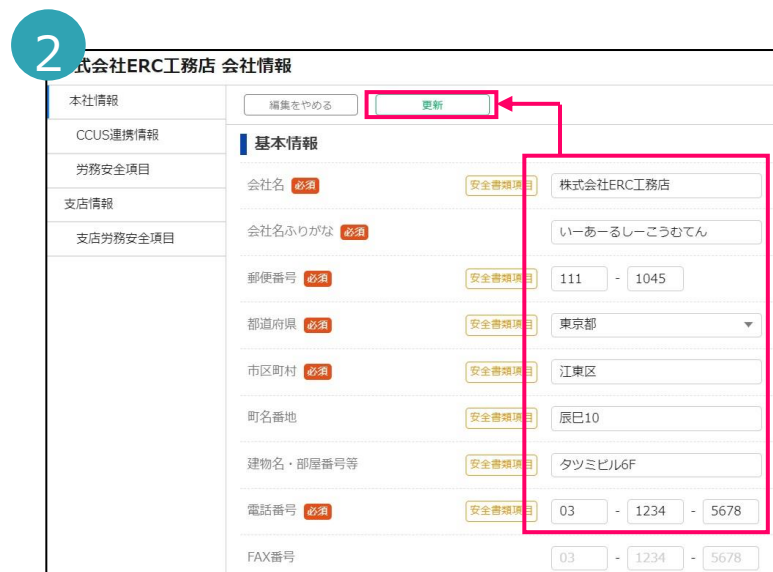 2
式会社ERC工務店 会社情報
本社情報
CCUS連携情報
労務安全項目
支店情報
支店労務安全項目
編集をやめる 更新
基本情報
会社名 必須 安全書類項目 株式会社ERC工務店
会社名ふりがな 必須 いーあーるしーこうむてん
郵便番号 必須 安全書類項目 111 - 1045
都道府県 必須 安全書類項目 東京都
市区町村 必須 安全書類項目 江東区
町名番地 安全書類項目 辰巳10
建物名・部屋番号等 安全書類項目 タツミビル6F
電話番号 必須 安全書類項目 03 - 1234 - 5678
FAX番号 03 - 1234 - 5678